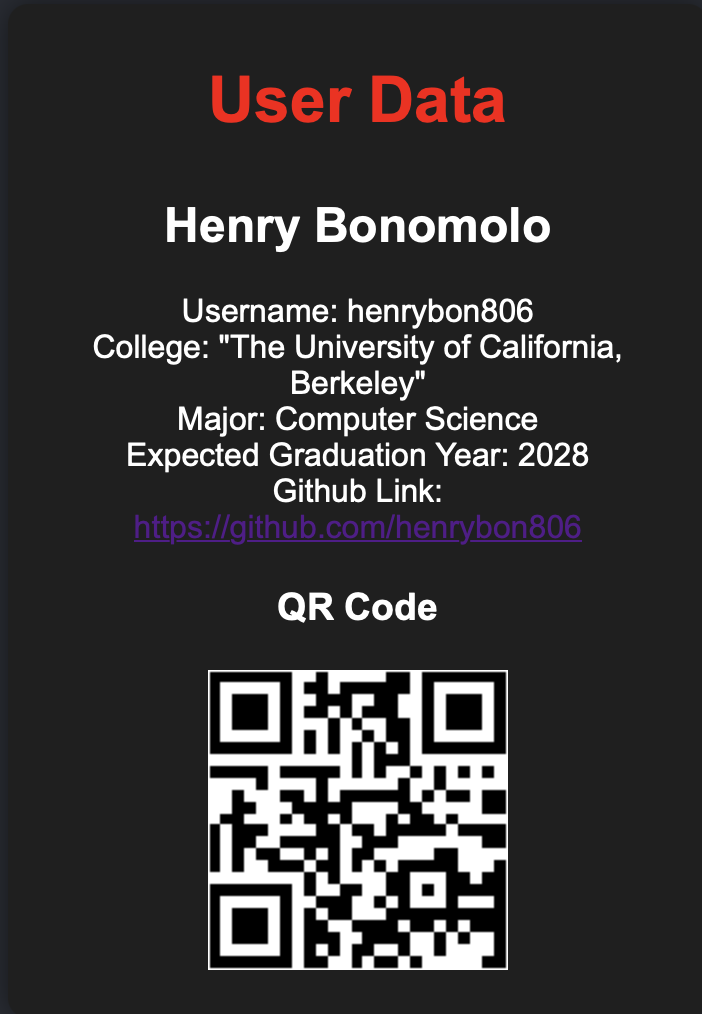 User Data
Henry Bonomolo
Username: henrybon806
College: "The University of California,
Berkeley"
Major: Computer Science
Expected Graduation Year: 2028
Github Link:
https://github.com/henrybon806
QR Code